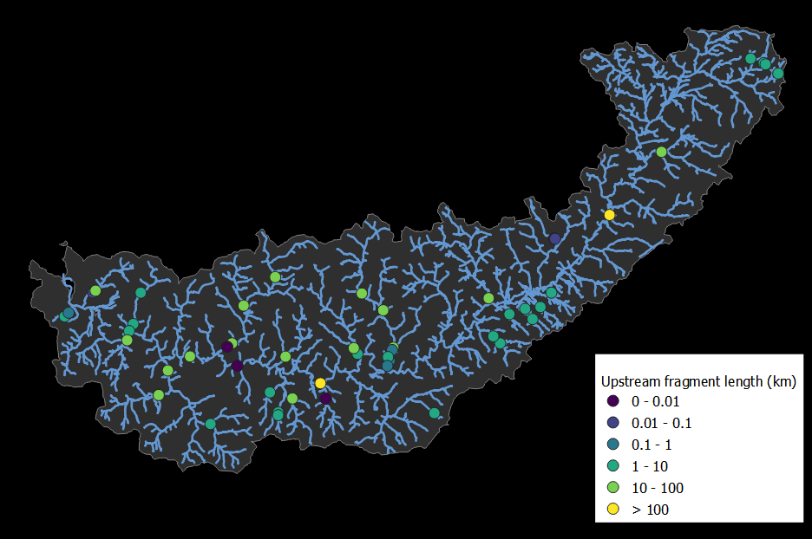 Upstream fragment length (km)
0 - 0.01
0.01 - 0.1
0.1 - 1
1 - 10
10 - 100
> 100